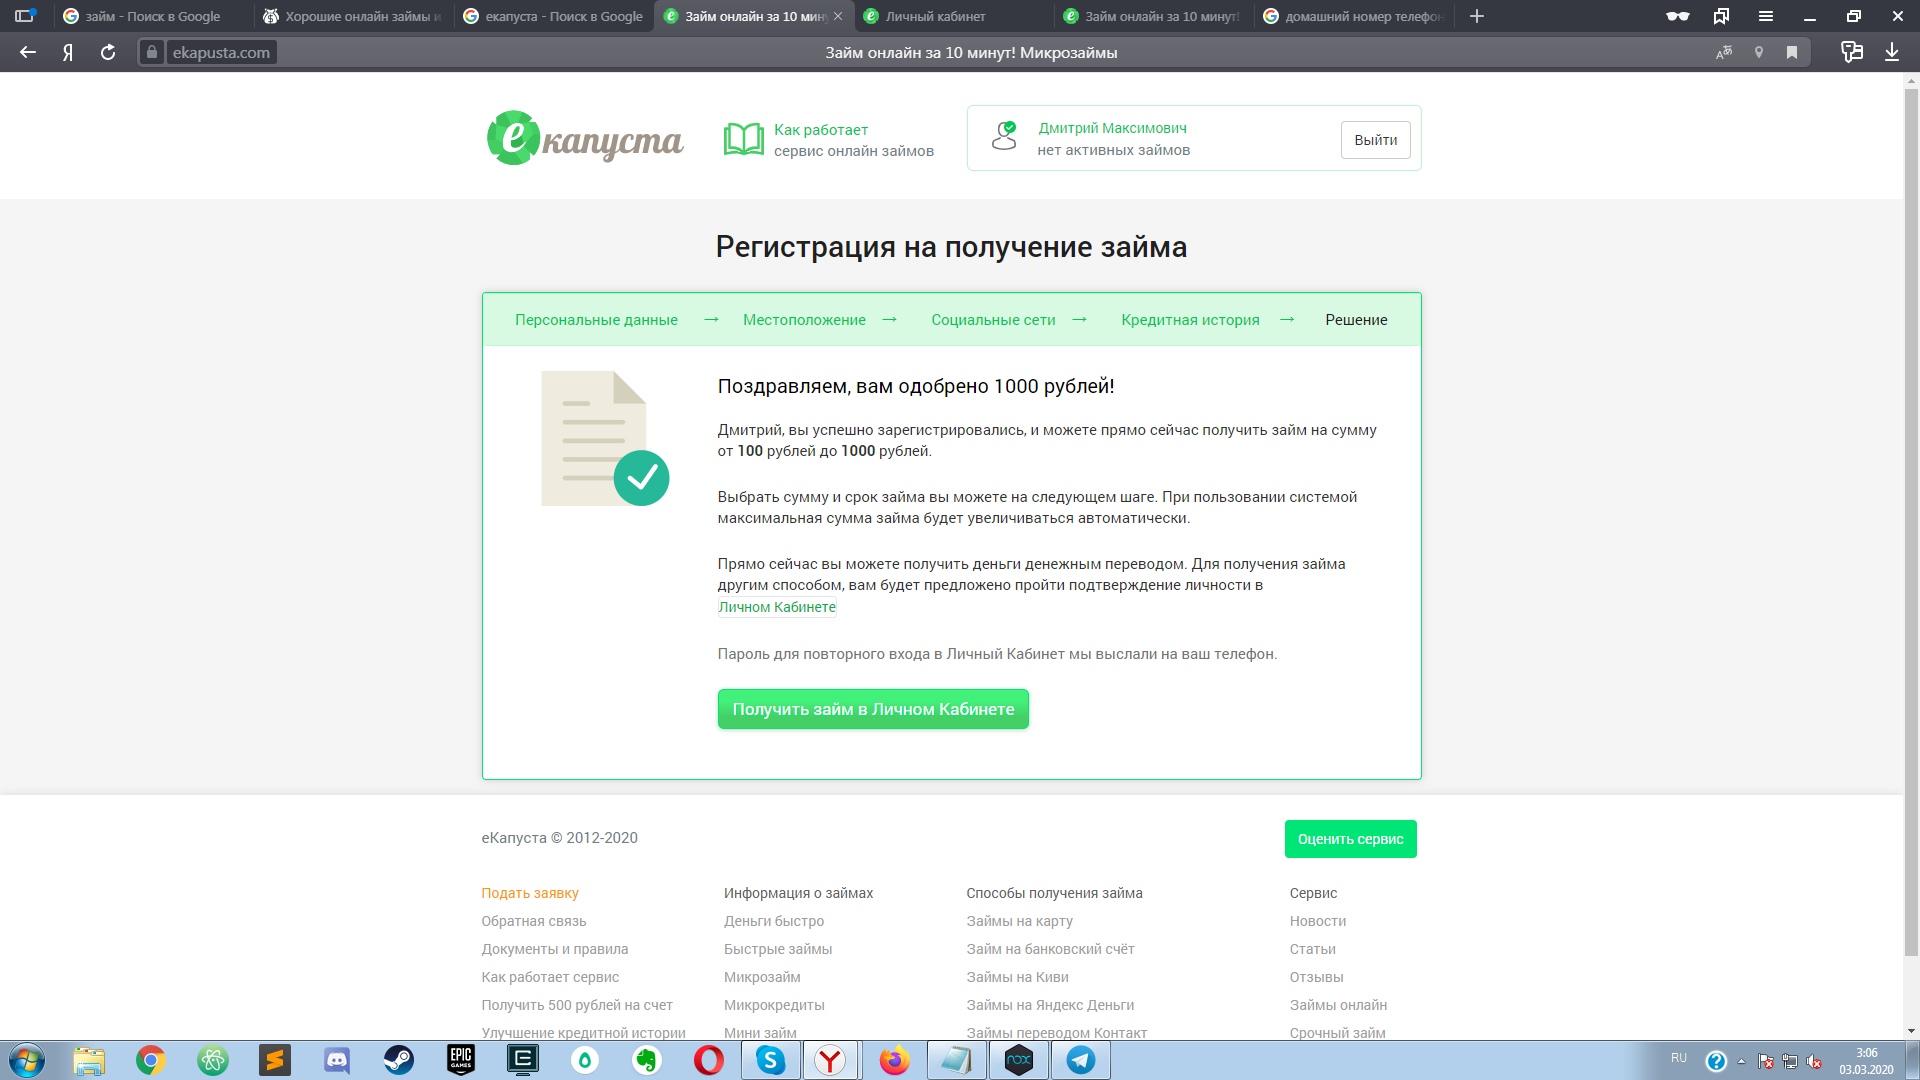 займ - Поиск в Google
Хорошие онлайн займы и
екапуста - Поиск в Google
Займ онлайн за 10 мин
Личный кабинет
Займ онлайн за 10 минут!
домашний номер телефо
Я
ekapusta.com
Займ онлайн за 10 минут! Микрозаймы
екапуста
Как работает
сервис онлайн займов
Дмитрий Максимович
нет активных займов
Выйти
Регистрация на получение займа
Персональные данные → Местоположение → Социальные сети → Кредитная история → Решение
Поздравляем, вам одобрено 1000 рублей!
Дмитрий, вы успешно зарегистрировались, и можете прямо сейчас получить займ на сумму
от 100 рублей до 1000 рублей.
Выбрать сумму и срок займа вы можете на следующем шаге. При пользовании системой
максимальная сумма займа будет увеличиваться автоматически.
Прямо сейчас вы можете получить деньги денежным переводом. Для получения займа
другим способом, вам будет предложено пройти подтверждение личности в
Личном Кабинете
Пароль для повторного входа в Личный Кабинет мы выслали на ваш телефон.
Получить займ в Личном Кабинете
еКапуста © 2012-2020
Оценить сервис
Подать заявку
Обратная связь
Документы и правила
Как работает сервис
Получить 500 рублей на счет
Улучшение кредитной истории
Информация о займах
Деньги быстро
Быстрые займы
Микрозайм
Микрокредиты
Мини займ
Способы получения займа
Займы на карту
Займ на банковский счёт
Займы на Киви
Займы на Яндекс Деньги
Займы переводом Контакт
Сервис
Новости
Статьи
Отзывы
Займы онлайн
Срочный займ
EPIC
GAMES
nox
RU
3:06
03.03.2020